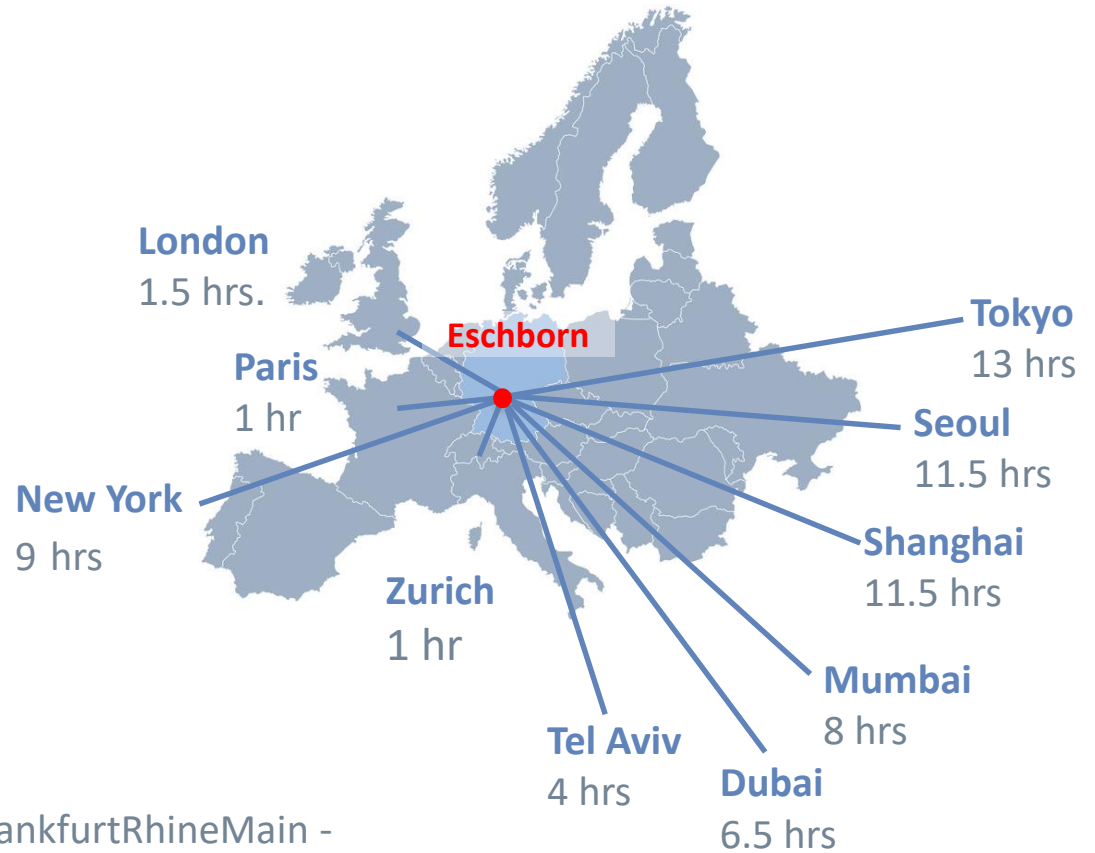 London
1.5 hrs.
Eschborn
Tokyo
13 hrs
Paris
1 hr
Seoul
11.5 hrs
New York
9 hrs
Shanghai
11.5 hrs
Zurich
1 hr
Mumbai
8 hrs
Tel Aviv
4 hrs
Dubai
6.5 hrs
ankfurtRhineMain -